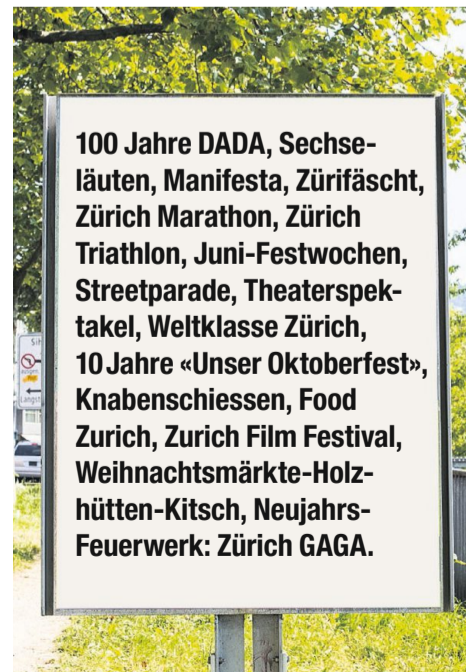 100 Jahre DADA, Sechse-
läuten, Manifesta, Zürifäscht,
Zürich Marathon, Zürich
Triathlon, Juni-Festwochen,
Streetparade, Theaterspek-
takel, Weltklasse Zürich,
10 Jahre «Unser Oktoberfest»,
Knabenschiessen, Food
Zurich, Zurich Film Festival,
Weihnachtsmärkte-Holz-
hütten-Kitsch, Neujahrs-
Feuerwerk: Zürich GAGA.